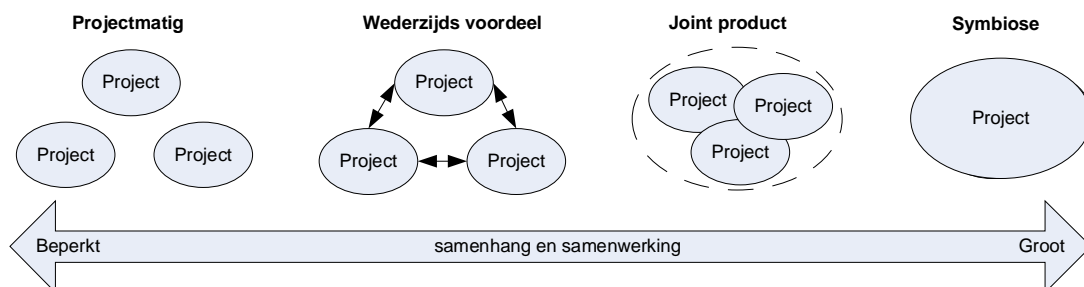 Projectmatig Wederzijds voordeel Joint product Symbiose
Project Project Project Project Project
Project Project Project Project Project
Beperkt samenhang en samenwerking Groot